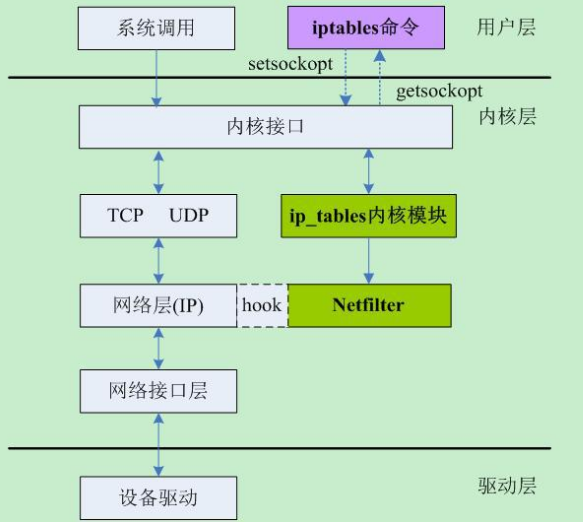 系统调用
iptables命令
用户层
setsockopt
getsockopt
内核层
内核接口
TCP UDP
ip_tables内核模块
网络层(IP)
hook
Netfilter
网络接口层
驱动层
设备驱动